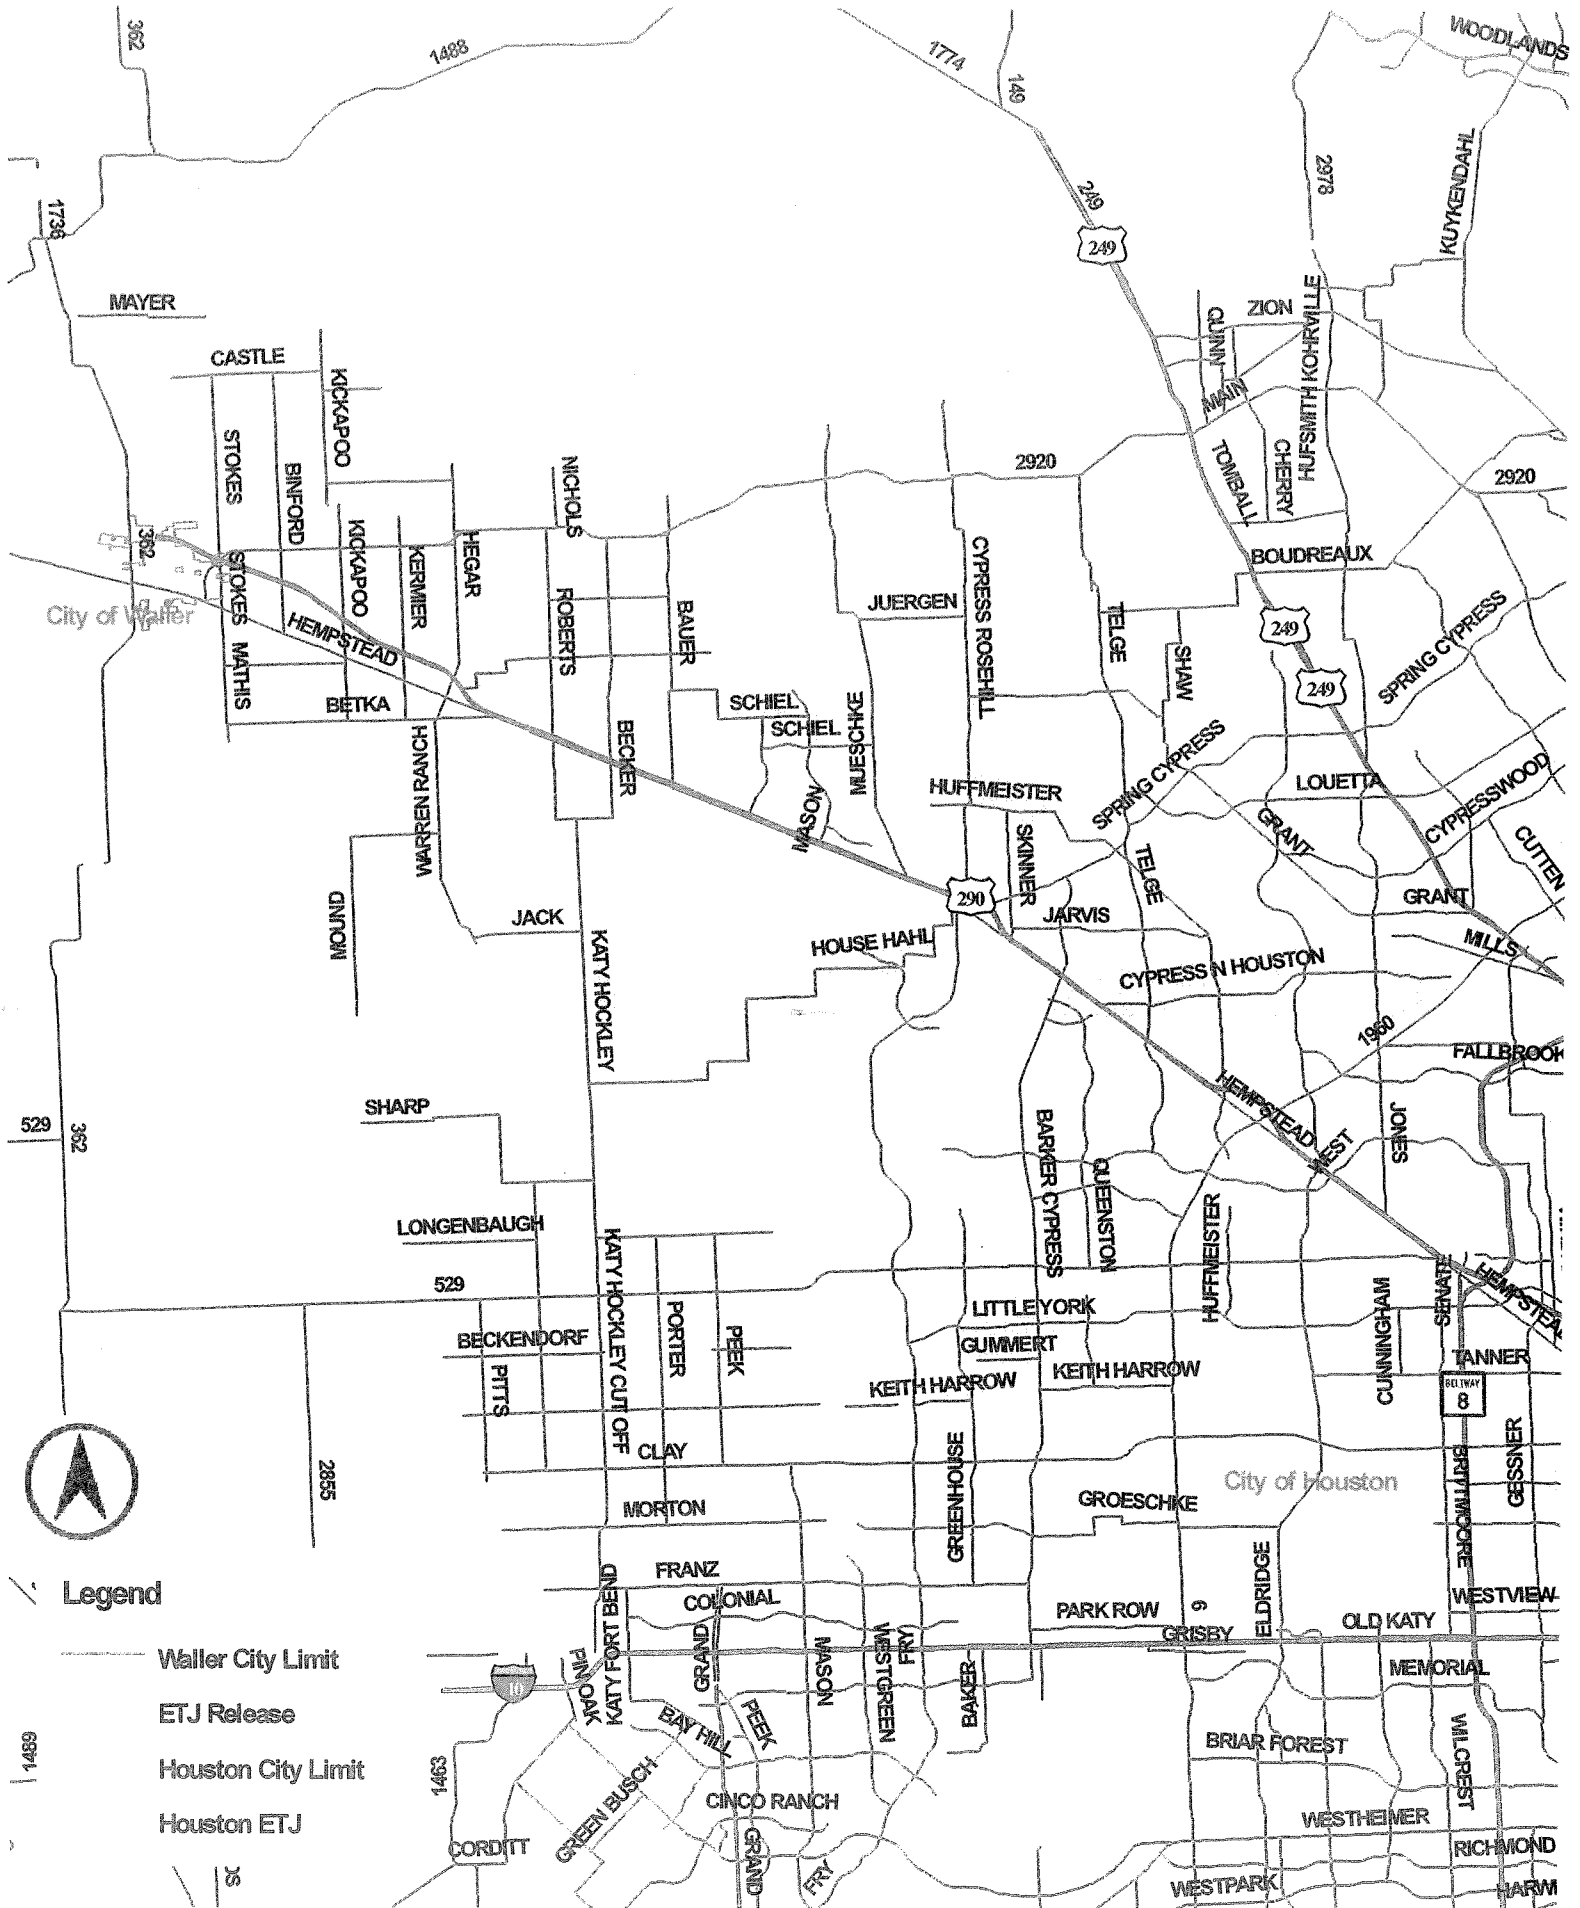 362
1488
1774
149
WOODLANDS
249
249
2978
KUYKENDAHL
1736
MAYER
ZION
QUINN
HUFSMITH KOHRVILLE
CASTLE
KICKAPOO
MAIN
STOKES
BINFORD
NICHOLS
2920
TOMBALL
CHERRY
2920
362
KICKAPOO
KERMIER
HEGAR
CYPRESS ROSEHILL
BOUDREAUX
City of Waller
STOKES
HEMPSTEAD
ROBERTS
BAUER
JUERGEN
TELGE
249
SPRING CYPRESS
MATHIS
BETKA
SHAW
249
SCHIEL
SCHIEL
MUESCHKE
WARREN RANCH
BECKER
MASON
HUFFMEISTER
SPRING CYPRESS
LOUETTA
CYPRESSWOOD
GRANT
SKINNER
TELGE
CUTTEN
290
GRANT
MOUND
JACK
JARVIS
KATY HOCKLEY
HOUSE HAHL
MILLS
CYPRESS N HOUSTON
1960
FALLBROOK
HEMPSTEAD
SHARP
529
362
BARKER CYPRESS
WEST
JONES
QUEENSTON
LONGENBAUGH
KATY HOCKLEY CUT OFF
HUFFMEISTER
529
SENATE
HEMPSTEA
LITTLE YORK
BECKENDORF
PORTER
PEEK
GUMMERT
CUNNINGHAM
TANNER
PITTS
KEITH HARROW
KEITH HARROW
BELTWAY
8
CLAY
GREENHOUSE
GESSNER
City of Houston
2855
MORTON
GROESCHKE
BRITTMOORE
FRANZ
ELDRIDGE
Legend
COLONIAL
KATY FORT BEND
PARK ROW
6
WESTVIEW
OLD KATY
GRISBY
Waller City Limit
PIN OAK
GRAND
MASON
WESTGREEN
FRY
BAKER
MEMORIAL
10
ETJ Release
BAY HILL
PEEK
BRIAR FOREST
WILCREST
1489
Houston City Limit
1463
GREEN BUSCH
CINCO RANCH
WESTHEIMER
Houston ETJ
CORDITT
GRAND
FRY
RICHMOND
WESTPARK
HARWI